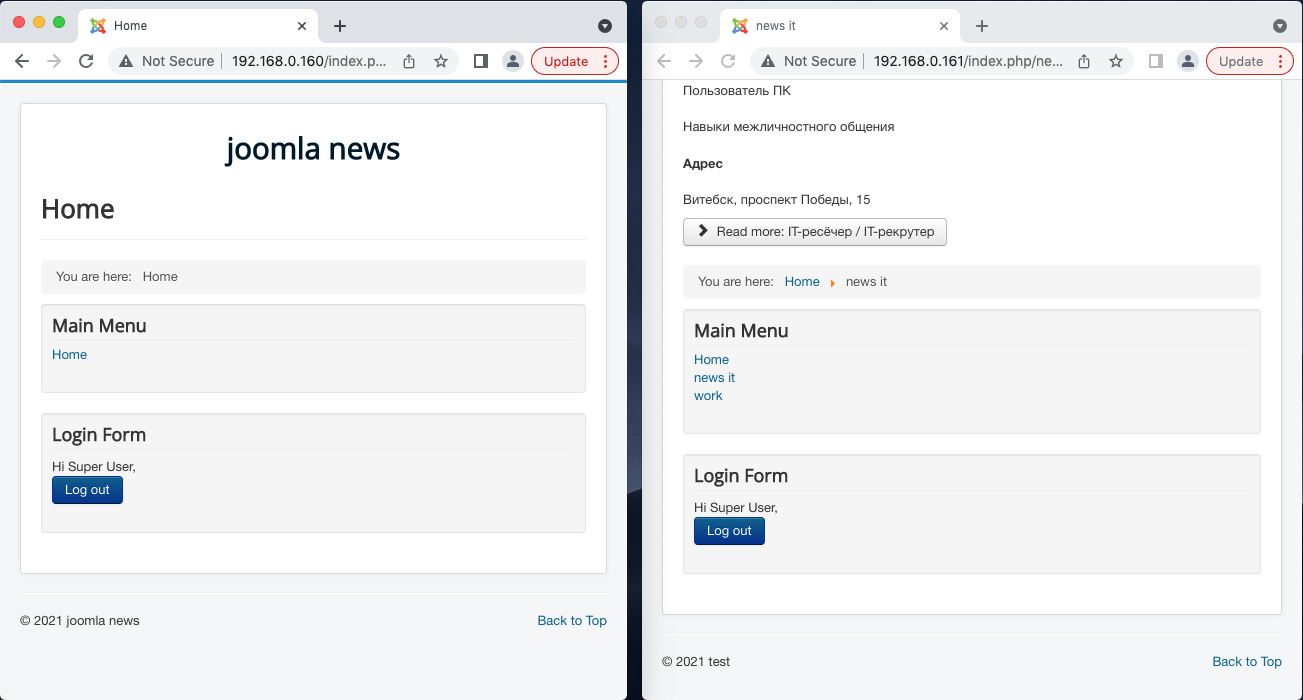 Home
Not Secure
192.168.0.160/index.p...
Update
joomla news
Home
You are here: Home
Main Menu
Home
Login Form
Hi Super User,
Log out
© 2021 joomla news
Back to Top
news it
Not Secure
192.168.0.161/index.php/ne...
Update
Пользователь ПК
Навыки межличностного общения
Адрес
Витебск, проспект Победы, 15
Read more: IT-ресёчер / IT-рекрутер
You are here: Home news it
Main Menu
Home
news it
work
Login Form
Hi Super User,
Log out
© 2021 test
Back to Top